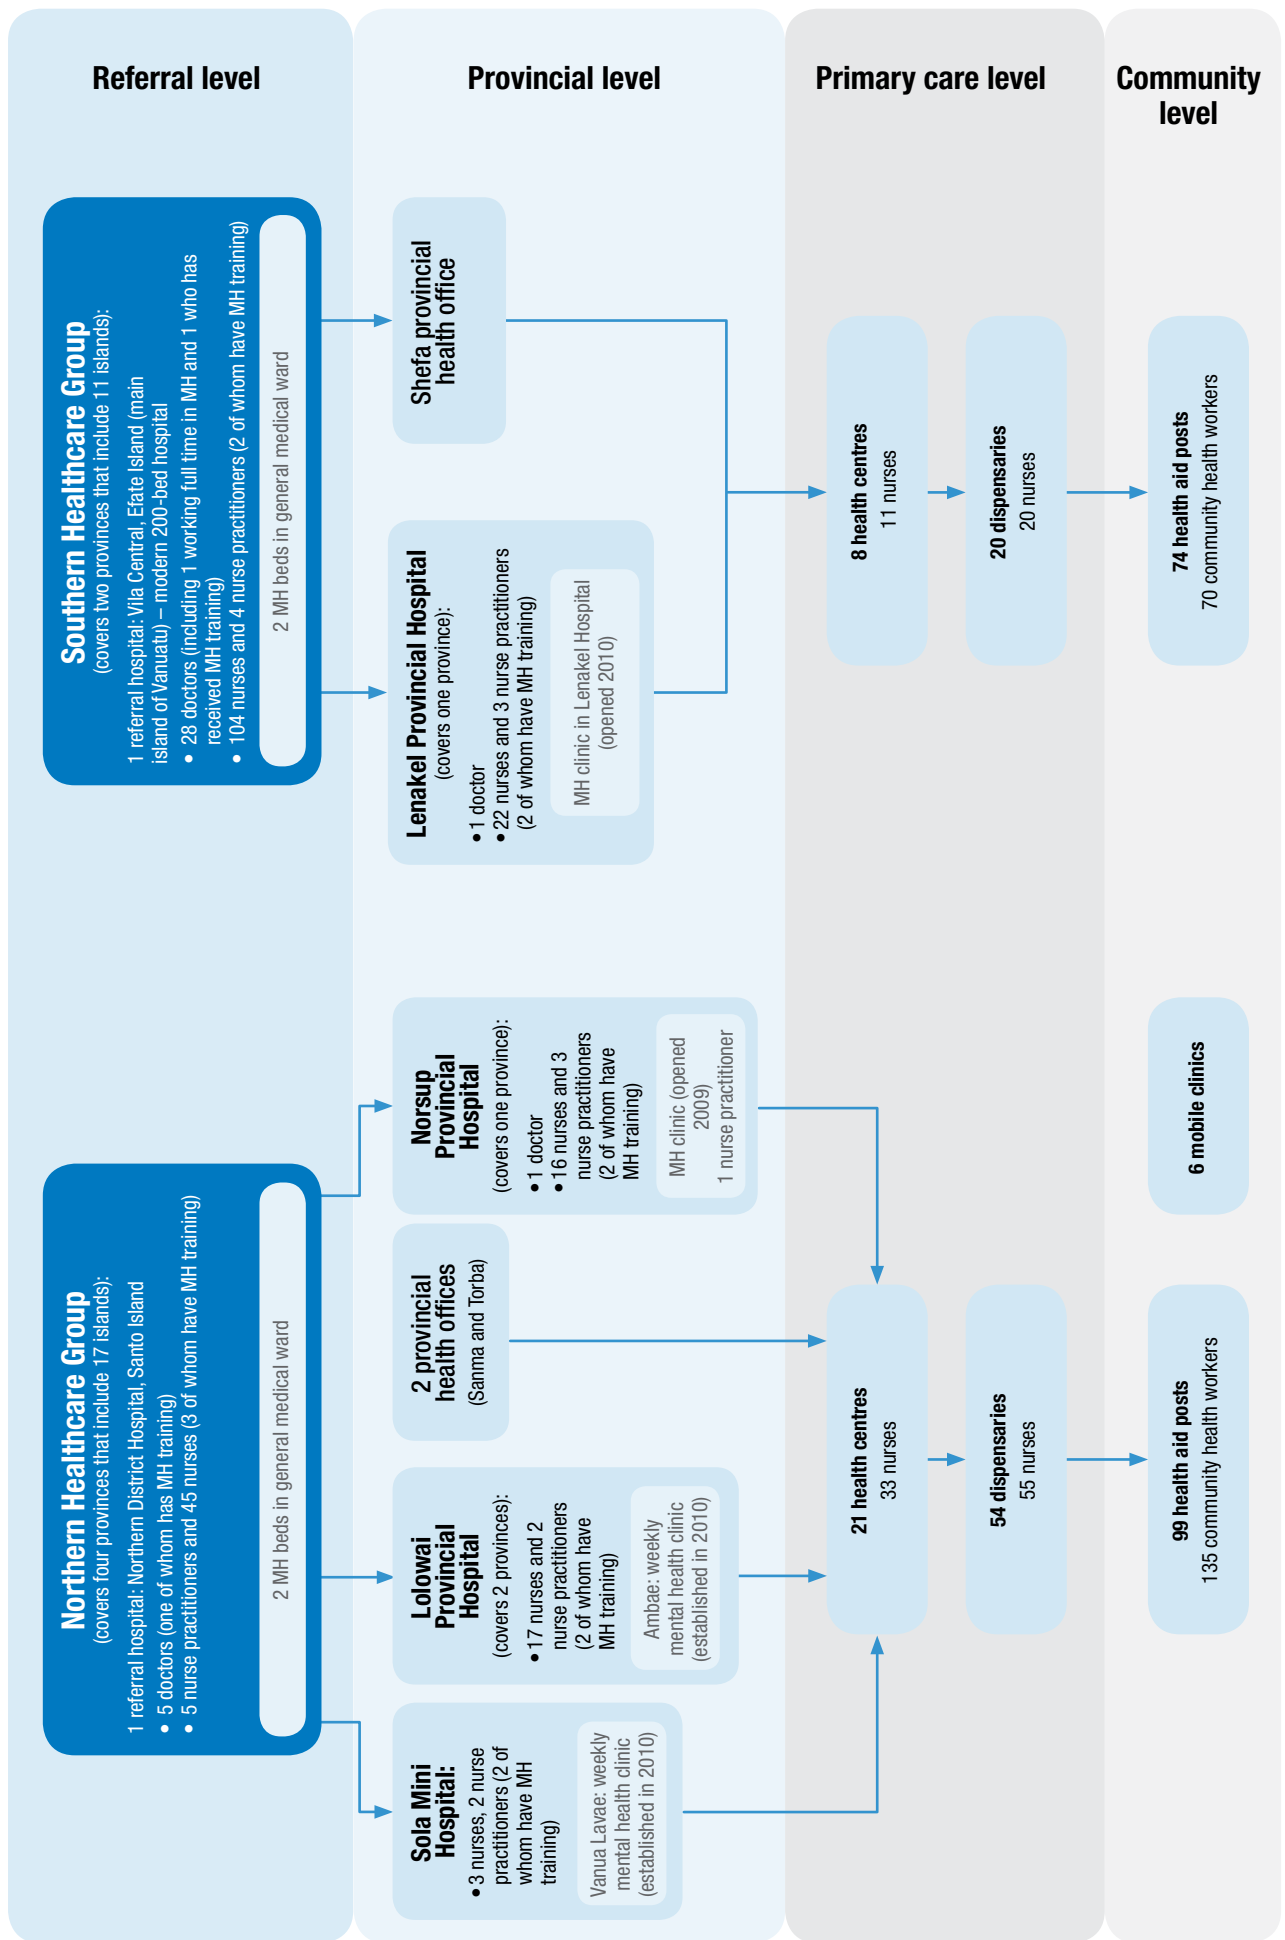 Referral level
Provincial level
Primary care level
Community
level
Northern Healthcare Group
(covers four provinces that include 17 islands):
1 referral hospital: Northern District Hospital, Santo Island
• 5 doctors (one of whom has MH training)
• 5 nurse practitioners and 45 nurses (3 of whom have MH training)
2 MH beds in general medical ward
Southern Healthcare Group
(covers two provinces that include 11 islands):
1 referral hospital: Vila Central, Efate Island (main
island of Vanuatu) – modern 200-bed hospital
• 28 doctors (including 1 working full time in MH and 1 who has
received MH training)
• 104 nurses and 4 nurse practitioners (2 of whom have MH training)
2 MH beds in general medical ward
Sola Mini
Hospital:
• 3 nurses, 2 nurse
practitioners (2 of
whom have MH
training)
Vanua Lavae: weekly
mental health clinic
(established in 2010)
Lolowai
Provincial
Hospital
(covers 2 provinces):
• 17 nurses and 2
nurse practitioners
(2 of whom have
MH training)
Ambae: weekly
mental health clinic
(established in 2010)
2 provincial
health offices
(Sanma and Torba)
Norsup
Provincial
Hospital
(covers one province):
• 1 doctor
• 16 nurses and 3
nurse practitioners
(2 of whom have
MH training)
MH clinic (opened
2009)
1 nurse practitioner
Lenakel Provincial Hospital
(covers one province):
• 1 doctor
• 22 nurses and 3 nurse practitioners
(2 of whom have MH training)
MH clinic in Lenakel Hospital
(opened 2010)
Shefa provincial
health office
21 health centres
33 nurses
54 dispensaries
55 nurses
8 health centres
11 nurses
20 dispensaries
20 nurses
99 health aid posts
135 community health workers
6 mobile clinics
74 health aid posts
70 community health workers